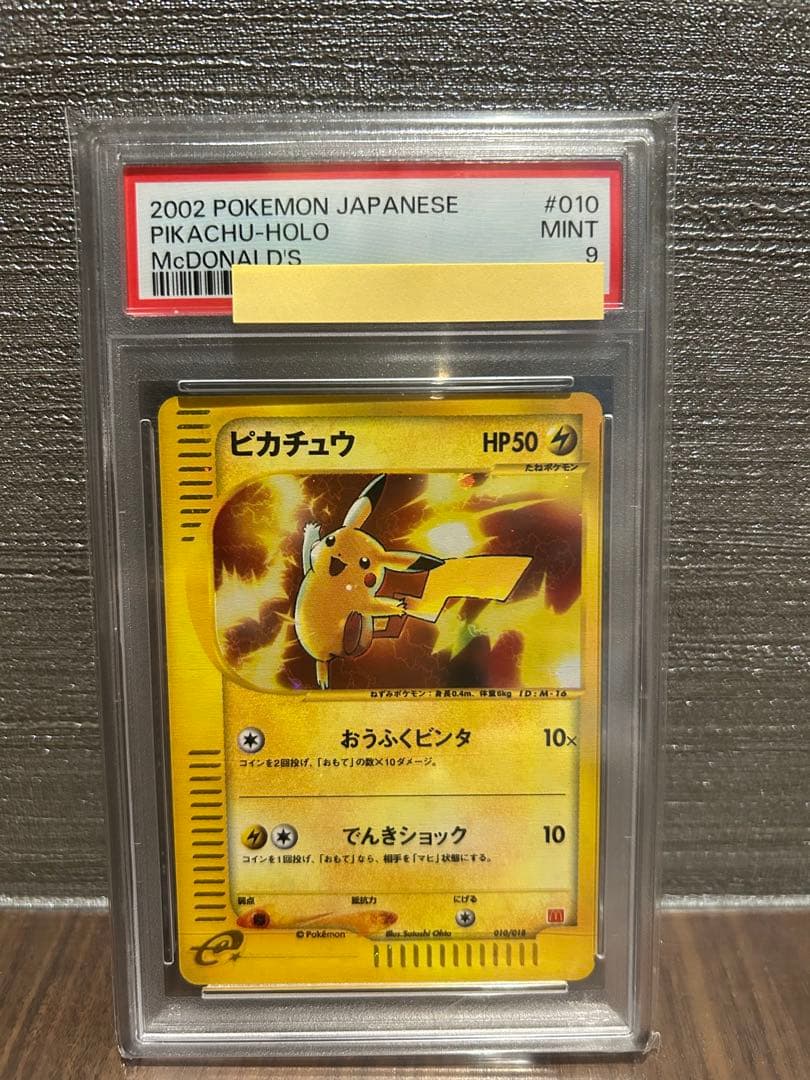 2002 POKEMON JAPANESE #010
PIKACHU-HOLO MINT
McDONALD'S 9
ピカチュウ HP50
たねポケモン
ねずみポケモン：身長0.4m、体重6kg ID:M-16
おうふくビンタ 10×
コインを2回投げ、「おもて」の数×10ダメージ。
でんきショック 10
コインを1回投げ、「おもて」なら、相手を「マヒ」状態にする。
弱点 抵抗力 にげる
©Pokémon Illus.Satoshi Ohta 010/018